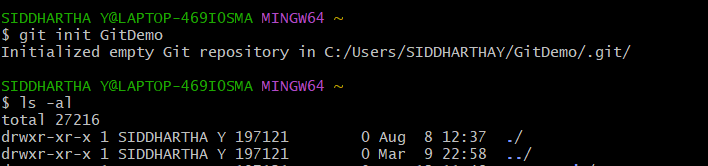 SIDDHARTHA Y@LAPTOP-469IOSMA MINGW64 ~
$ git init GitDemo
Initialized empty Git repository in C:/Users/SIDDHARTHAY/GitDemo/.git/
SIDDHARTHA Y@LAPTOP-469IOSMA MINGW64 ~
$ ls -al
total 27216
drwxr-xr-x 1 SIDDHARTHA Y 197121 0 Aug 8 12:37 ./
drwxr-xr-x 1 SIDDHARTHA Y 197121 0 Mar 9 22:58 ../